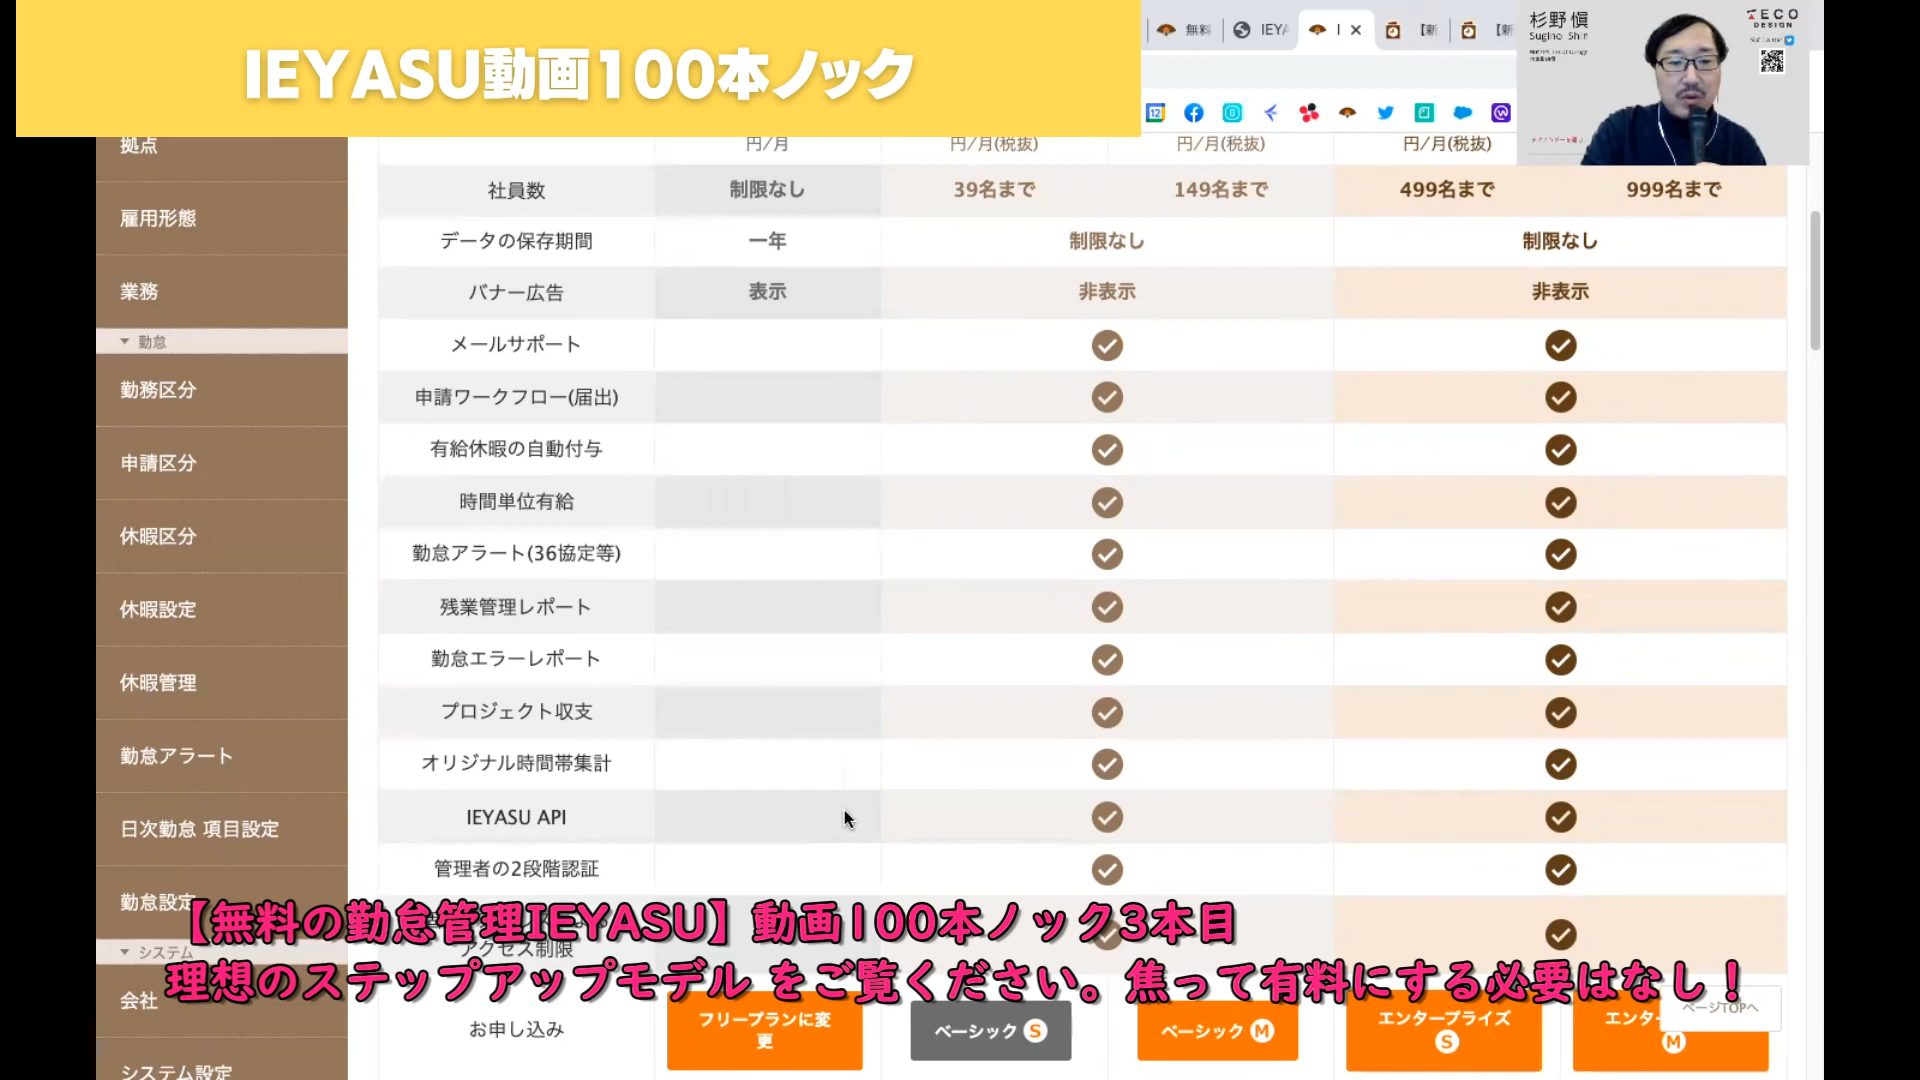 IEYASU動画100本ノック
無料
IEYA
I
【新
【新
杉野 愼
Sugino Shin
TECO
DESIGN
拠点
雇用形態
業務
勤怠
勤務区分
申請区分
休暇区分
休暇設定
休暇管理
勤怠アラート
日次勤怠 項目設定
勤怠設定
システム
会社
システム設定
円/月
円/月(税抜)
円/月(税抜)
円/月(税抜)
社員数
制限なし
39名まで
149名まで
499名まで
999名まで
データの保存期間
一年
制限なし
制限なし
バナー広告
表示
非表示
非表示
メールサポート
申請ワークフロー(届出)
有給休暇の自動付与
時間単位有給
勤怠アラート(36協定等)
残業管理レポート
勤怠エラーレポート
プロジェクト収支
オリジナル時間帯集計
IEYASU API
管理者の2段階認証
アクセス制限
【無料の勤怠管理IEYASU】動画100本ノック3本目
理想のステップアップモデル をご覧ください。焦って有料にする必要はなし！
お申し込み
フリープランに変
更
ベーシック S
ベーシック M
エンタープライズ
S
エンター
M
ページTOPへ